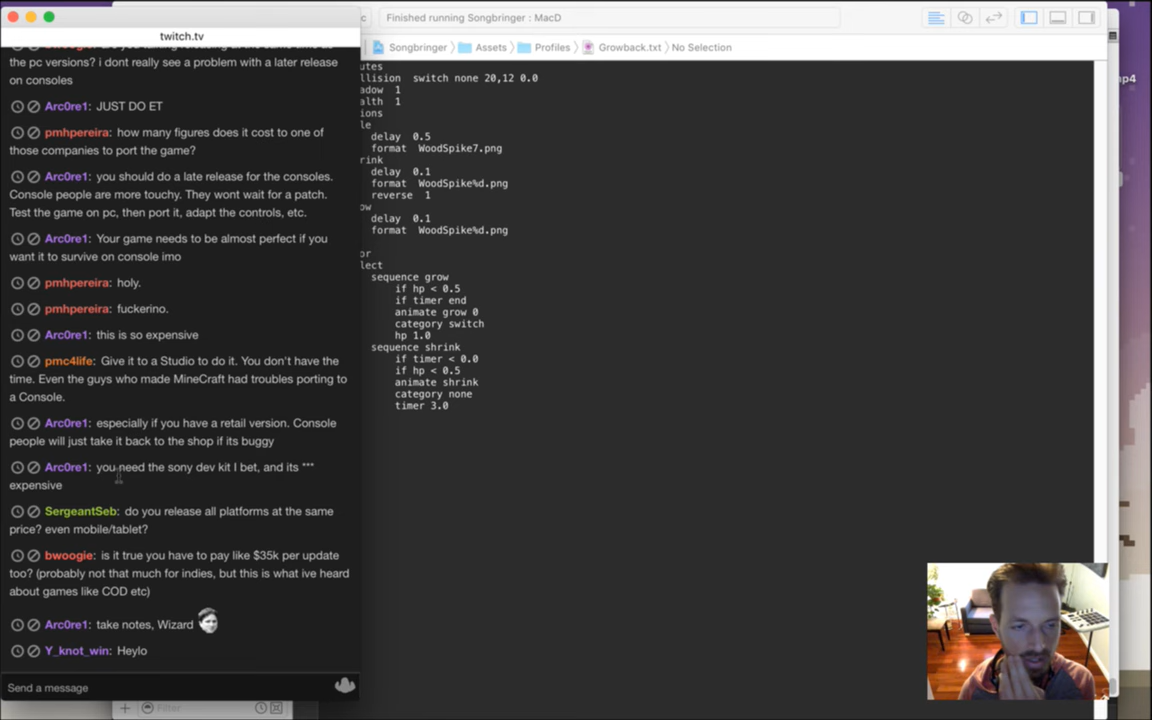 twitch.tv
the pc versions? i dont really see a problem with a later release
on consoles
Arc0re1: JUST DO ET
pmhpereira: how many figures does it cost to one of
those companies to port the game?
Arc0re1: you should do a late release for the consoles.
Console people are more touchy. They wont wait for a patch.
Test the game on pc, then port it, adapt the controls, etc.
Arc0re1: Your game needs to be almost perfect if you
want it to survive on console imo
pmhpereira: holy.
pmhpereira: fuckerino.
Arc0re1: this is so expensive
pmc4life: Give it to a Studio to do it. You don't have the
time. Even the guys who made MineCraft had troubles porting to
a Console.
Arc0re1: especially if you have a retail version. Console
people will just take it back to the shop if its buggy
Arc0re1: you need the sony dev kit I bet, and its ***
expensive
SergeantSeb: do you release all platforms at the same
price? even mobile/tablet?
bwoogie: is it true you have to pay like $35k per update
too? (probably not that much for indies, but this is what ive heard
about games like COD etc)
Arc0re1: take notes, Wizard
Y_knot_win: Heylo
Send a message
Filter
Finished running Songbringer : MacD
Songbringer Assets Profiles Growback.txt No Selection
utes
llision switch none 20,12 0.0
adow 1
alth 1
ions
le
delay 0.5
format WoodSpike7.png
rink
delay 0.1
format WoodSpike%d.png
reverse 1
ow
delay 0.1
format WoodSpike%d.png
or
lect
sequence grow
if hp < 0.5
if timer end
animate grow 0
category switch
hp 1.0
sequence shrink
if timer < 0.0
if hp < 0.5
animate shrink
category none
timer 3.0
mp4